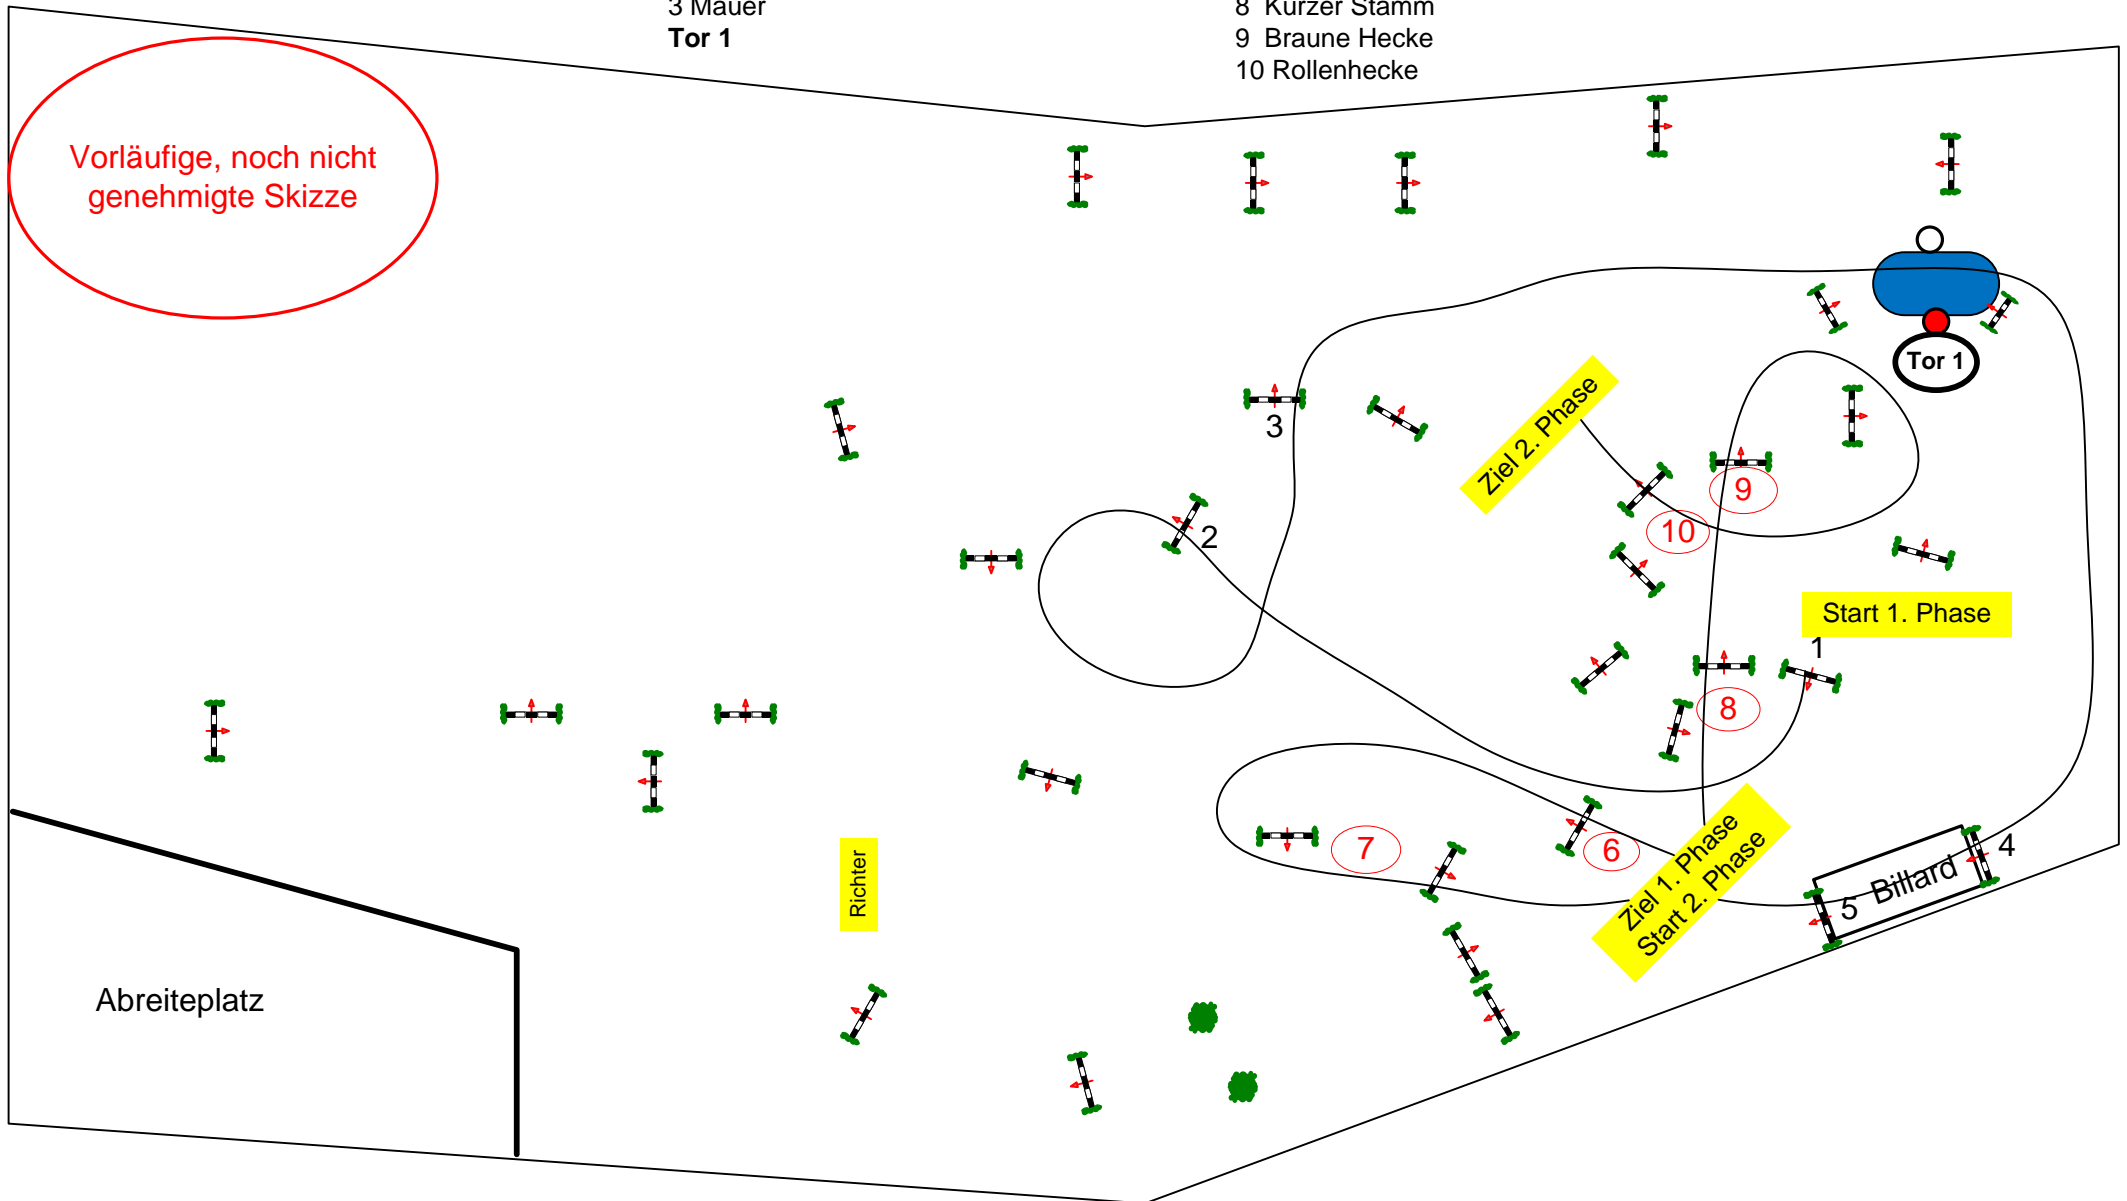 3 Mauer
Tor 1
8 Kurzer Stamm
9 Braune Hecke
10 Rollenhecke
Vorläufige, noch nicht
genehmigte Skizze
Tor 1
Ziel 2. Phase
3
9
2
10
Start 1. Phase
1
8
7
6
Ziel 1. Phase
Start 2. Phase
4
Billard
5
Richter
Abreiteplatz